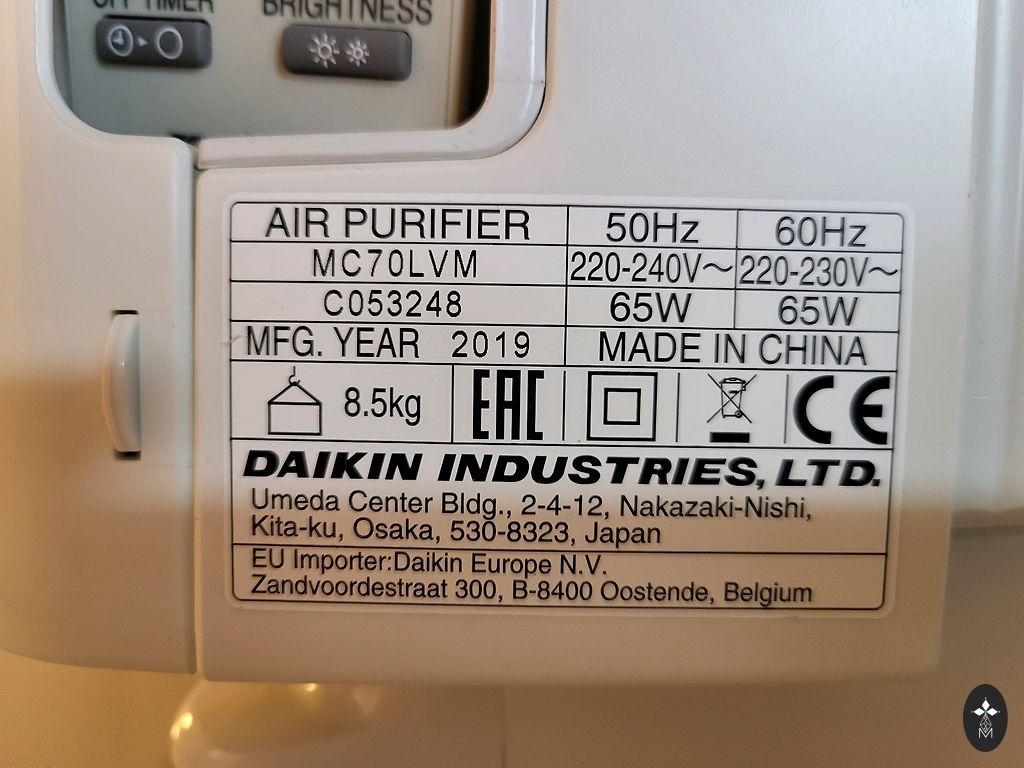 OFF TIMER
BRIGHTNESS
AIR PURIFIER 50Hz 60Hz
MC70LVM 220-240V~ 220-230V~
C053248 65W 65W
MFG. YEAR 2019 MADE IN CHINA
8.5kg EAC CE
DAIKIN INDUSTRIES, LTD.
Umeda Center Bldg., 2-4-12, Nakazaki-Nishi,
Kita-ku, Osaka, 530-8323, Japan
EU Importer:Daikin Europe N.V.
Zandvoordestraat 300, B-8400 Oostende, Belgium
M